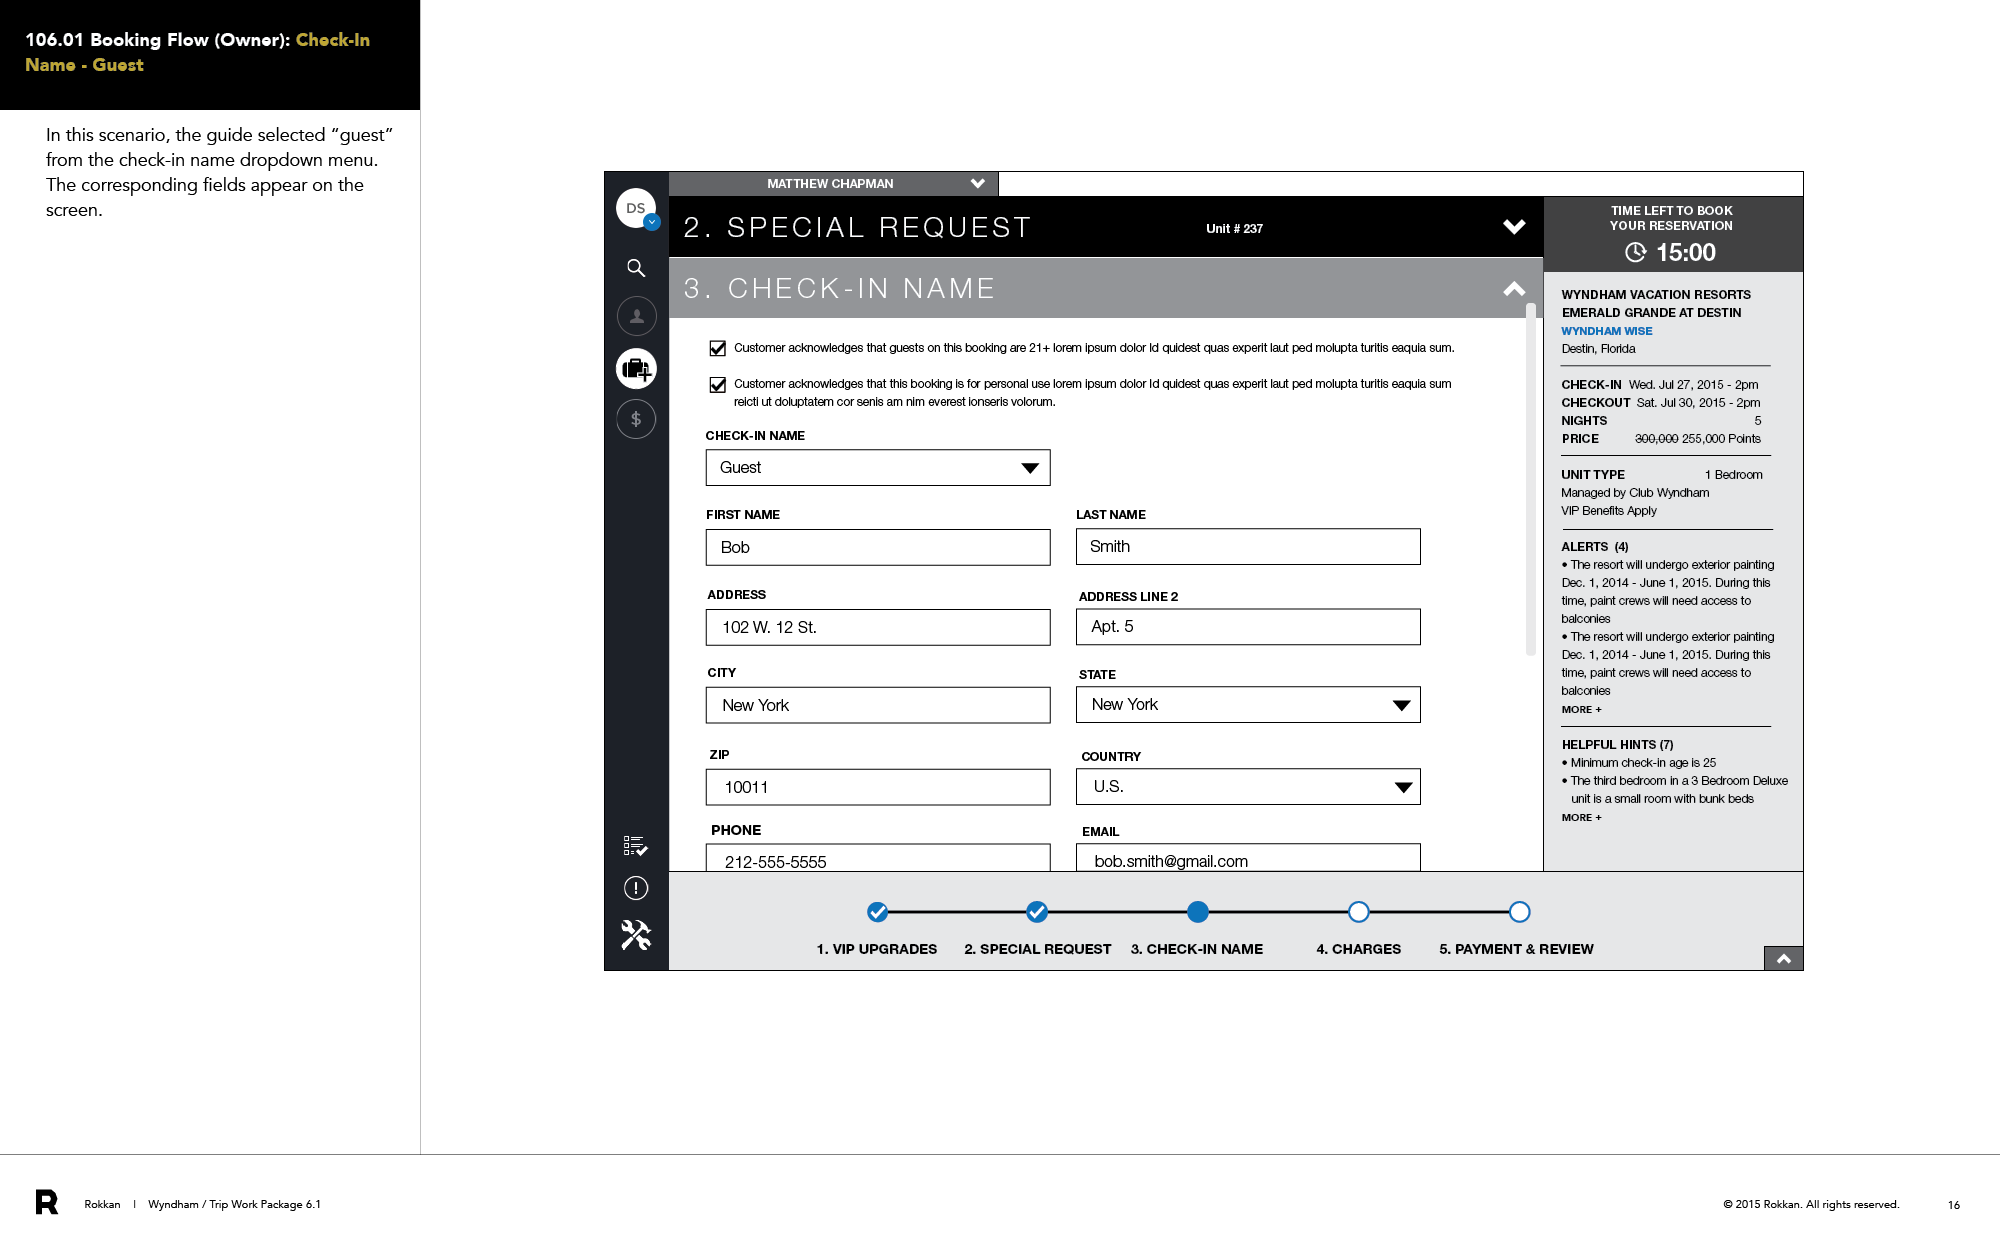 106.01 Booking Flow (Owner): Check-In
Name - Guest
In this scenario, the guide selected “guest”
from the check-in name dropdown menu.
The corresponding fields appear on the
screen.
DS
MATTHEW CHAPMAN
2. SPECIAL REQUEST
Unit # 237
3. CHECK-IN NAME
Customer acknowledges that guests on this booking are 21+ lorem ipsum dolor Id quidest quas experit laut ped molupta turitis eaquia sum.
Customer acknowledges that this booking is for personal use lorem ipsum dolor Id quidest quas experit laut ped molupta turitis eaquia sum
reicti ut doluptatem cor senis am nim everest ionseris volorum.
CHECK-IN NAME
Guest
FIRST NAME
Bob
LAST NAME
Smith
ADDRESS
102 W. 12 St.
ADDRESS LINE 2
Apt. 5
CITY
New York
STATE
New York
ZIP
10011
COUNTRY
U.S.
PHONE
212-555-5555
EMAIL
bob.smith@gmail.com
TIME LEFT TO BOOK
YOUR RESERVATION
15:00
WYNDHAM VACATION RESORTS
EMERALD GRANDE AT DESTIN
WYNDHAM WISE
Destin, Florida
CHECK-IN Wed. Jul 27, 2015 - 2pm
CHECKOUT Sat. Jul 30, 2015 - 2pm
NIGHTS 5
PRICE 300,000 255,000 Points
UNIT TYPE 1 Bedroom
Managed by Club Wyndham
VIP Benefits Apply
ALERTS (4)
• The resort will undergo exterior painting
Dec. 1, 2014 - June 1, 2015. During this
time, paint crews will need access to
balconies
• The resort will undergo exterior painting
Dec. 1, 2014 - June 1, 2015. During this
time, paint crews will need access to
balconies
MORE +
HELPFUL HINTS (7)
• Minimum check-in age is 25
• The third bedroom in a 3 Bedroom Deluxe
unit is a small room with bunk beds
MORE +
1. VIP UPGRADES
2. SPECIAL REQUEST
3. CHECK-IN NAME
4. CHARGES
5. PAYMENT & REVIEW
R
Rokkan | Wyndham / Trip Work Package 6.1
© 2015 Rokkan. All rights reserved.
16